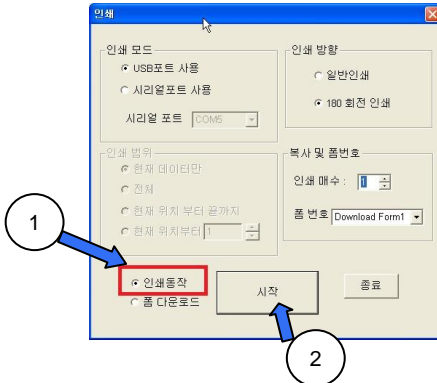 인쇄
인쇄 모드
USB포트 사용
시리얼포트 사용
시리얼 포트 COM5
인쇄 방향
일반인쇄
180 회전 인쇄
인쇄 범위
현재 데이터만
전체
현재 위치 부터 끝까지
현재 위치부터 1
복사 및 폼번호
인쇄 매수 : 1
폼 번호 Download Form1
1
인쇄동작
폼 다운로드
시작
종료
2